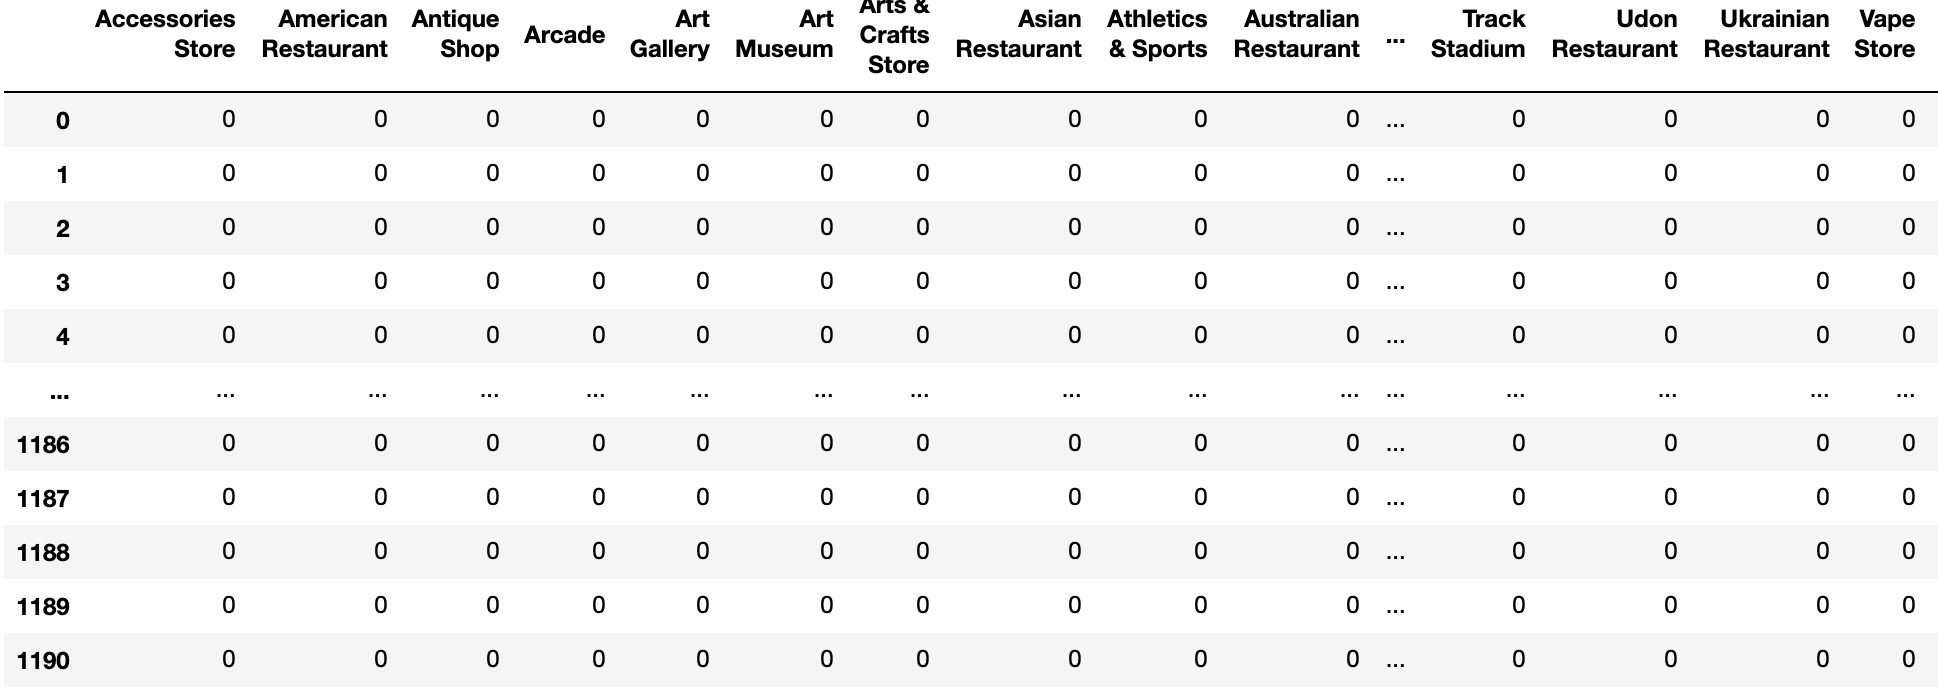 Accessories Store American Restaurant Antique Shop Arcade Art Gallery Art Museum Arts & Crafts Store Asian Restaurant Athletics & Sports Australian Restaurant ... Track Stadium Udon Restaurant Ukrainian Restaurant Vape Store
0 0 0 0 0 0 0 0 0 0 0 ... 0 0 0 0
1 0 0 0 0 0 0 0 0 0 0 ... 0 0 0 0
2 0 0 0 0 0 0 0 0 0 0 ... 0 0 0 0
3 0 0 0 0 0 0 0 0 0 0 ... 0 0 0 0
4 0 0 0 0 0 0 0 0 0 0 ... 0 0 0 0
... ... ... ... ... ... ... ... ... ... ... ... ... ... ... ...
1186 0 0 0 0 0 0 0 0 0 0 ... 0 0 0 0
1187 0 0 0 0 0 0 0 0 0 0 ... 0 0 0 0
1188 0 0 0 0 0 0 0 0 0 0 ... 0 0 0 0
1189 0 0 0 0 0 0 0 0 0 0 ... 0 0 0 0
1190 0 0 0 0 0 0 0 0 0 0 ... 0 0 0 0